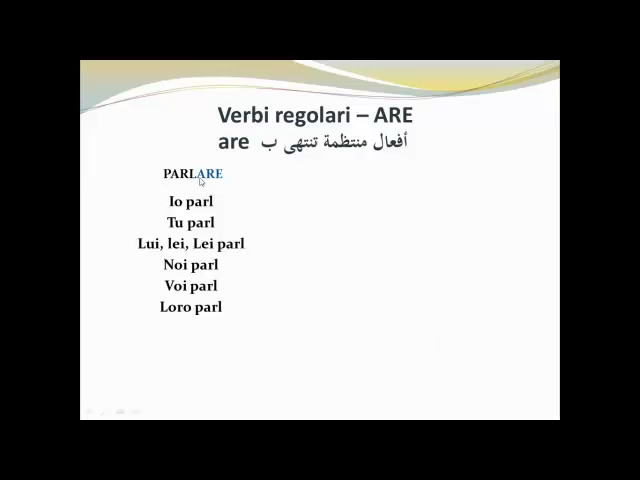 Verbi regolari – ARE
أفعال منتظمة تنتهى ب are
PARLARE
Io parl
Tu parl
Lui, lei, Lei parl
Noi parl
Voi parl
Loro parl